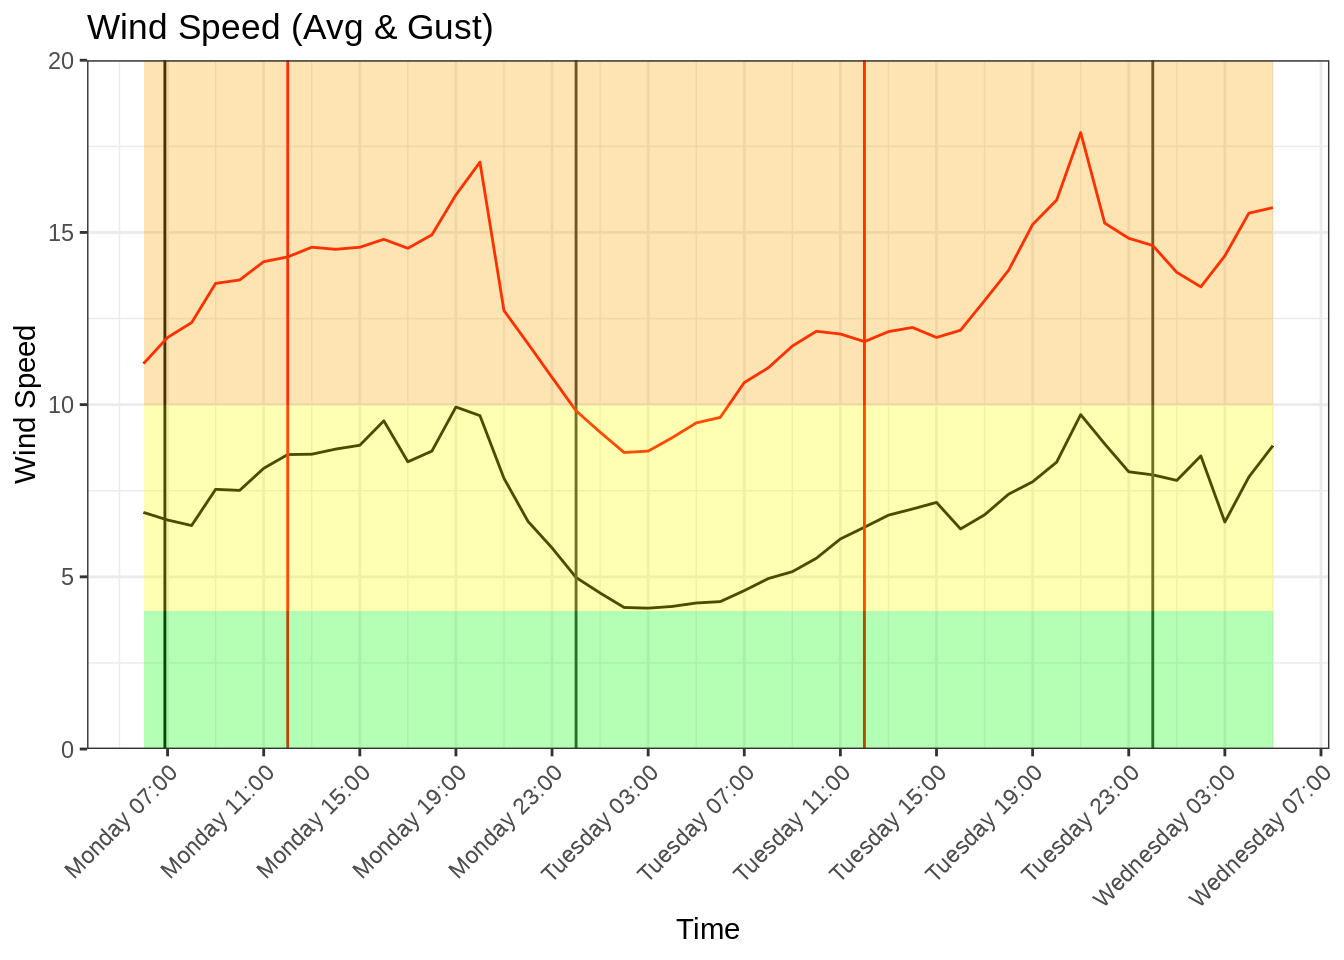 Wind Speed (Avg & Gust)
20
15
10
5
0
Wind Speed
Monday 07:00
Monday 11:00
Monday 15:00
Monday 19:00
Monday 23:00
Tuesday 03:00
Tuesday 07:00
Tuesday 11:00
Tuesday 15:00
Tuesday 19:00
Tuesday 23:00
Wednesday 03:00
Wednesday 07:00
Time